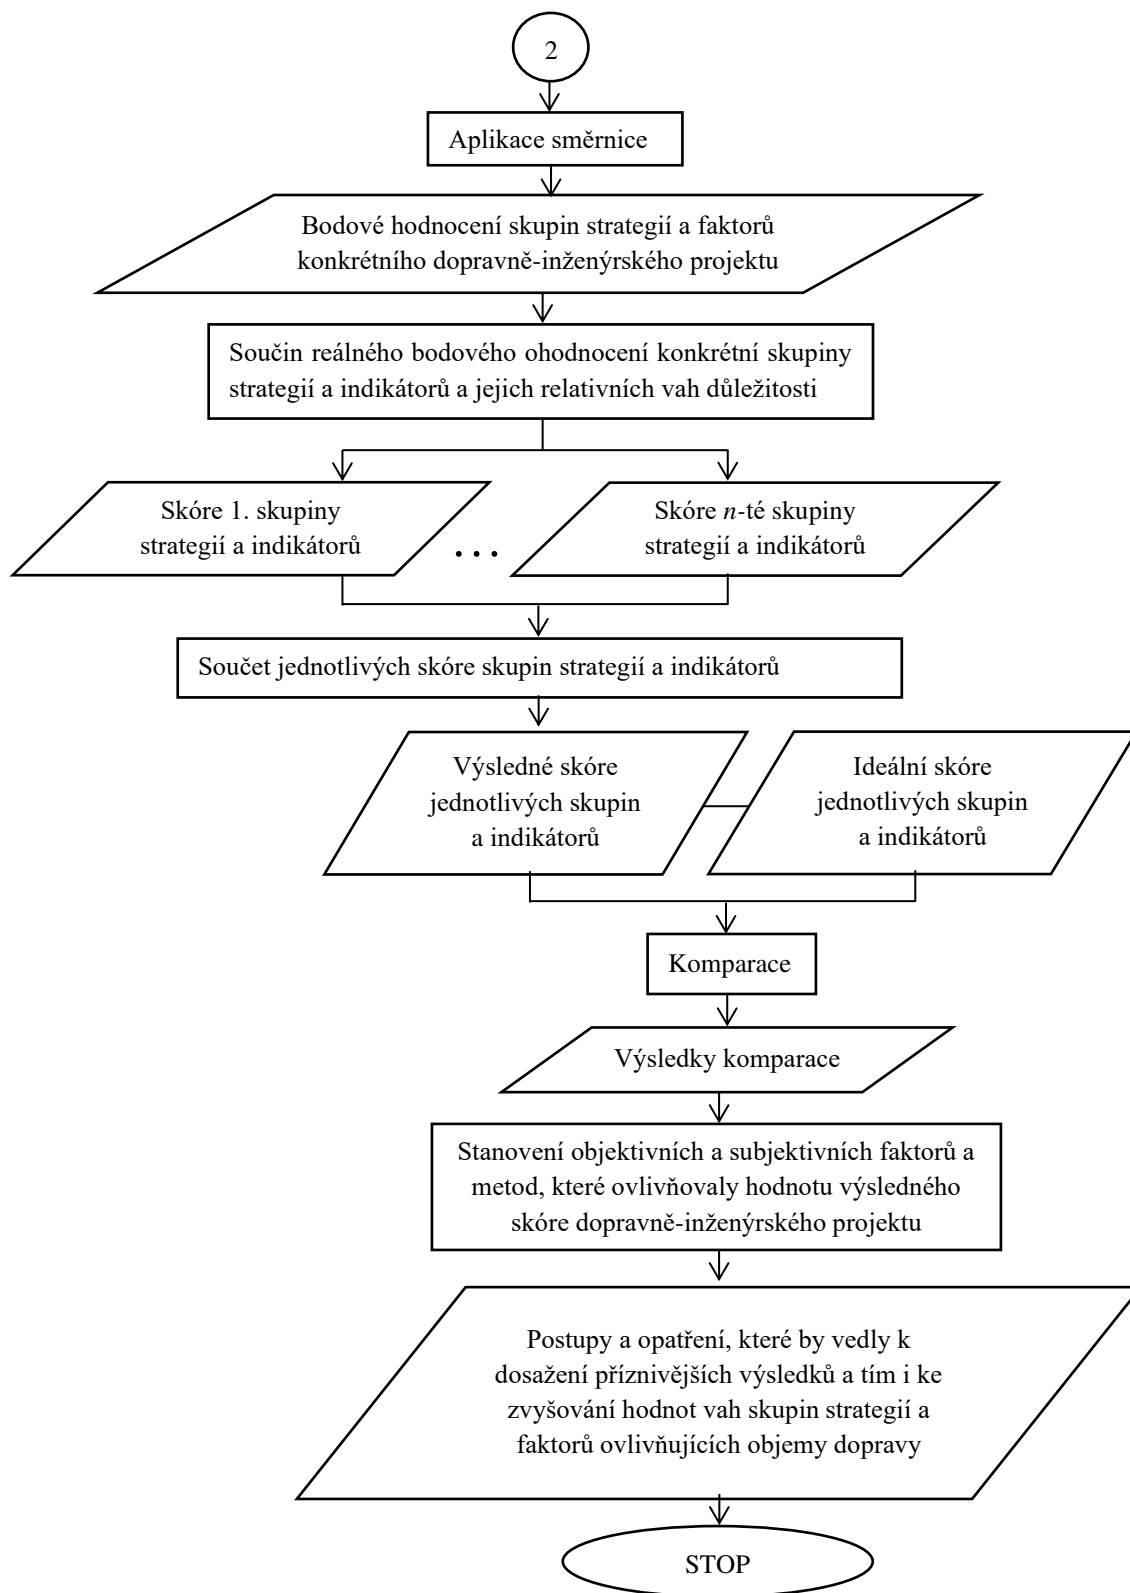 2
Aplikace směrnice
Bodové hodnocení skupin strategií a faktorů
konkrétního dopravně-inženýrského projektu
Součin reálného bodového ohodnocení konkrétní skupiny
strategií a indikátorů a jejich relativních vah důležitosti
Skóre 1. skupiny
strategií a indikátorů
...
Skóre n-té skupiny
strategií a indikátorů
Součet jednotlivých skóre skupin strategií a indikátorů
Výsledné skóre
jednotlivých skupin
a indikátorů
Ideální skóre
jednotlivých skupin
a indikátorů
Komparace
Výsledky komparace
Stanovení objektivních a subjektivních faktorů a
metod, které ovlivňovaly hodnotu výsledného
skóre dopravně-inženýrského projektu
Postupy a opatření, které by vedly k
dosažení příznivějších výsledků a tím i ke
zvyšování hodnot vah skupin strategií a
faktorů ovlivňujících objemy dopravy
STOP